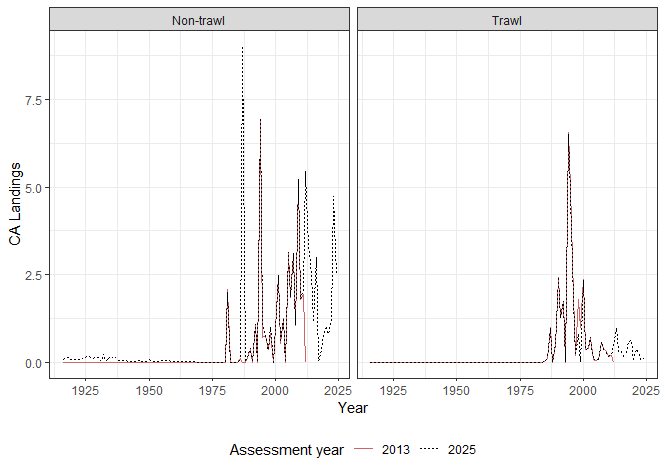 Non-trawl Trawl
CA Landings
7.5
5.0
2.5
0.0
1925 1950 1975 2000 2025 1925 1950 1975 2000 2025
Year
Assessment year 2013 2025